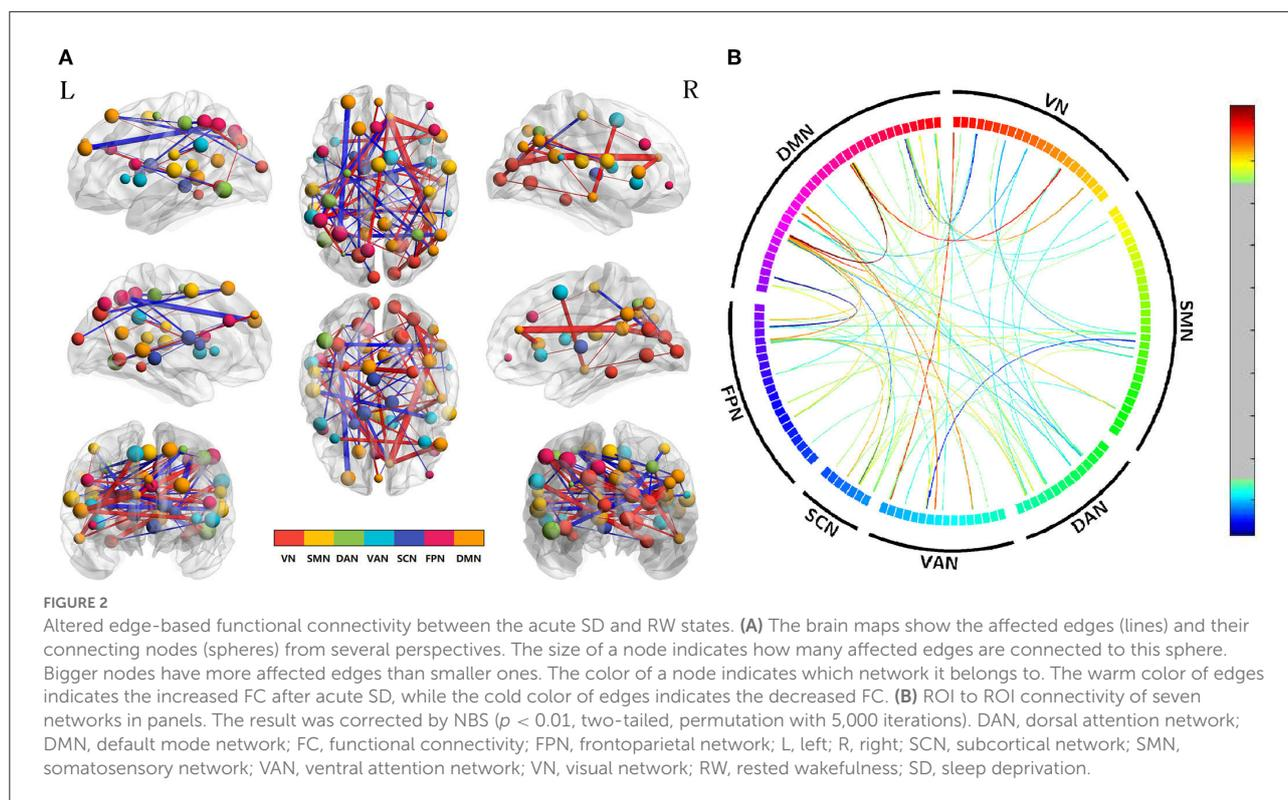 A
B
L
R
DMN
VN
SMN
FPN
SCN
VAN
DAN
VN SMN DAN VAN SCN FPN DMN
FIGURE 2
Altered edge-based functional connectivity between the acute SD and RW states. (A) The brain maps show the affected edges (lines) and their
connecting nodes (spheres) from several perspectives. The size of a node indicates how many affected edges are connected to this sphere.
Bigger nodes have more affected edges than smaller ones. The color of a node indicates which network it belongs to. The warm color of edges
indicates the increased FC after acute SD, while the cold color of edges indicates the decreased FC. (B) ROI to ROI connectivity of seven
networks in panels. The result was corrected by NBS (p < 0.01, two-tailed, permutation with 5,000 iterations). DAN, dorsal attention network;
DMN, default mode network; FC, functional connectivity; FPN, frontoparietal network; L, left; R, right; SCN, subcortical network; SMN,
somatosensory network; VAN, ventral attention network; VN, visual network; RW, rested wakefulness; SD, sleep deprivation.